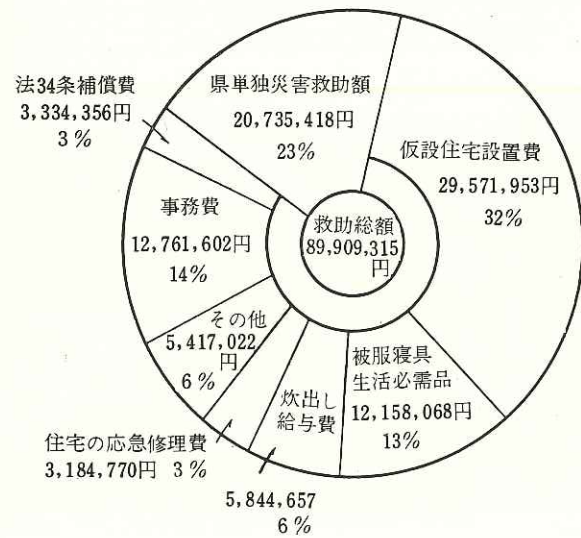 法34条補償費
3,334,356円
3%
県単独災害救助額
20,735,418円
23%
仮設住宅設置費
29,571,953円
32%
事務費
12,761,602円
14%
救助総額
89,909,315
円
その他
5,417,022
円
6%
被服寝具
生活必需品
12,158,068円
13%
炊出し
給与費
住宅の応急修理費
3,184,770円 3%
5,844,657
6%